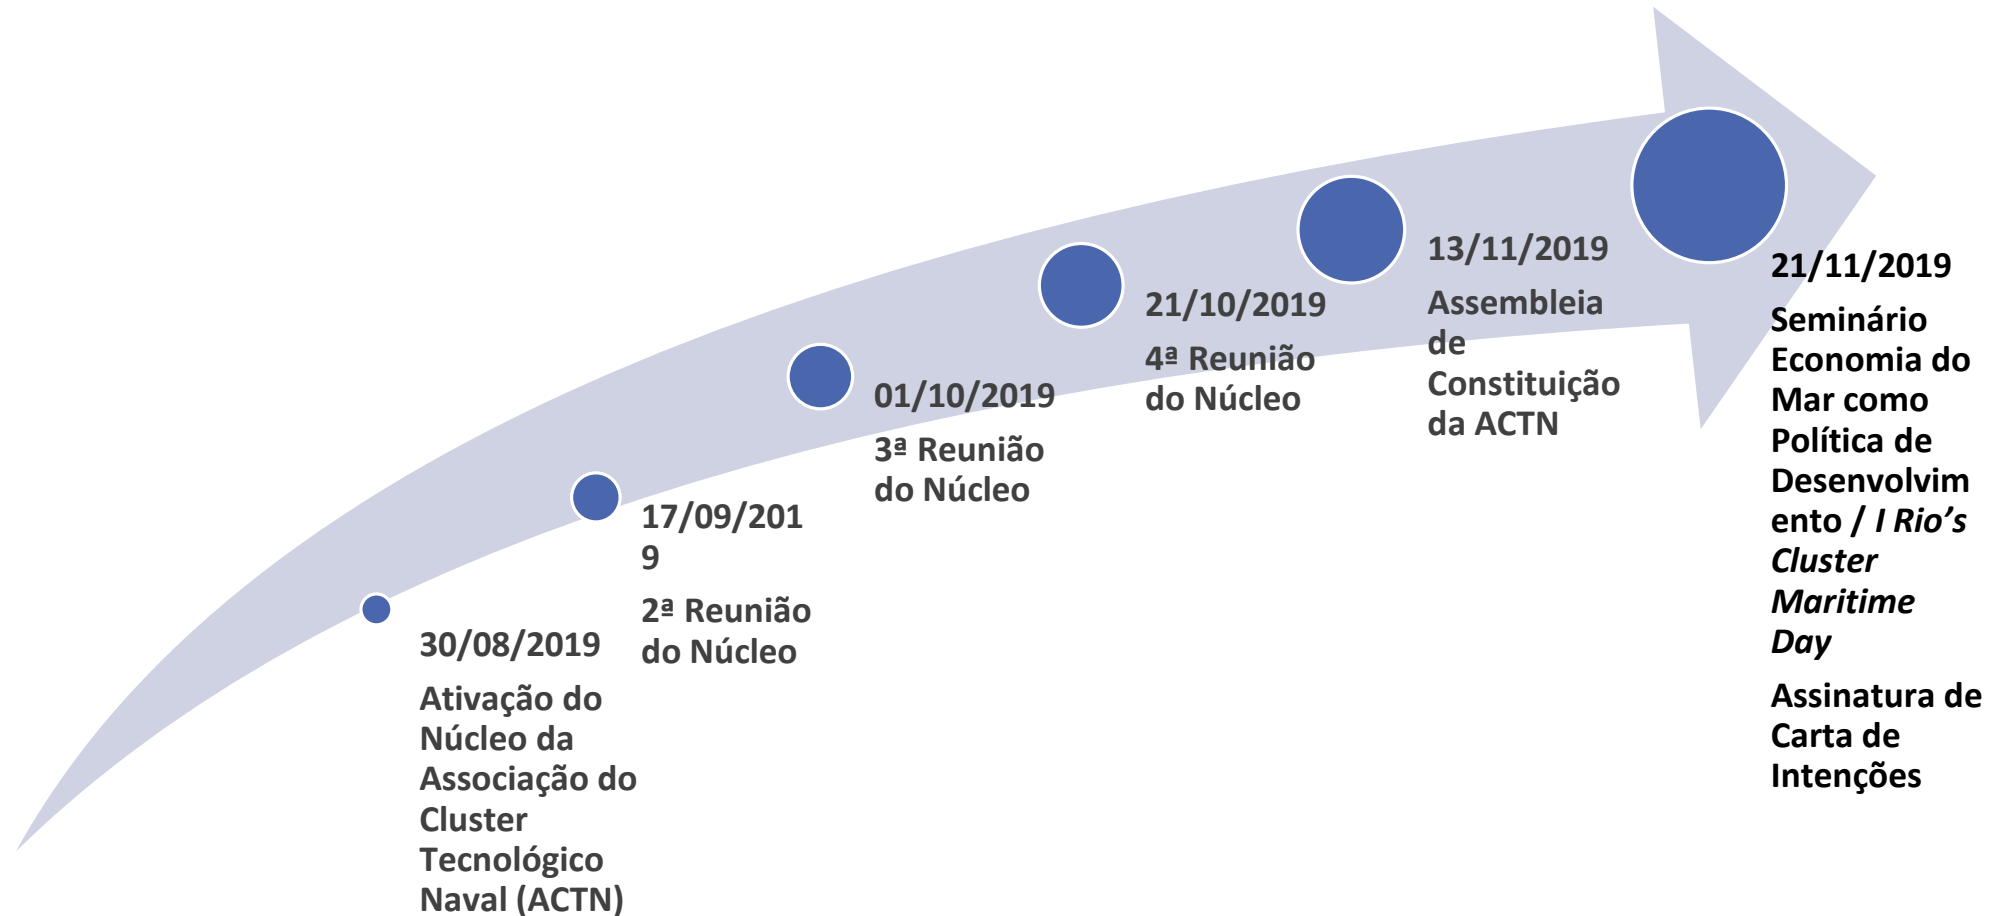 30/08/2019
Ativação do
Núcleo da
Associação do
Cluster
Tecnológico
Naval (ACTN)
17/09/201
9
2ª Reunião
do Núcleo
01/10/2019
3ª Reunião
do Núcleo
21/10/2019
4ª Reunião
do Núcleo
13/11/2019
Assembleia
de
Constituição
da ACTN
21/11/2019
Seminário
Economia do
Mar como
Política de
Desenvolvim
ento / I Rio’s
Cluster
Maritime
Day
Assinatura de
Carta de
Intenções